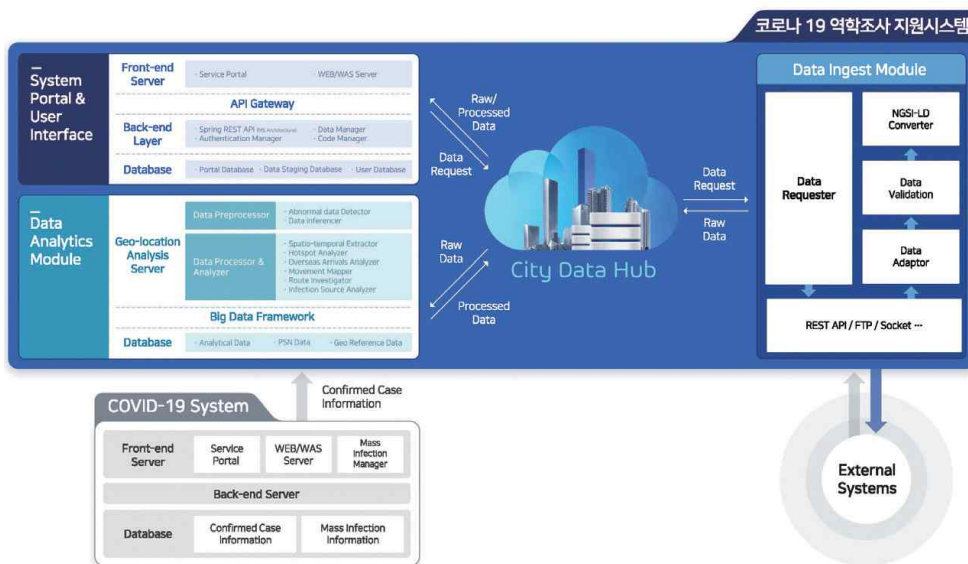 코로나 19 역학조사 지원시스템
System
Portal &
User
Interface
Front-end
Server
· Service Portal
· WEB/WAS Server
API Gateway
Back-end
Layer
· Spring REST API (MS Architecture)
· Data Manager
· Authentication Manager
· Code Manager
Database
· Portal Database
· Data Staging Database
· User Database
Data
Analytics
Module
Geo-location
Analysis
Server
Data Preprocessor
· Abnormal data Detector
· Data Inferencer
Data Processor &
Analyzer
· Spatio-temporal Extractor
· Hotspot Analyzer
· Overseas Arrivals Analyzer
· Movement Mapper
· Route Investigator
· Infection Source Analyzer
Big Data Framework
Database
· Analytical Data
· PSN Data
· Geo Reference Data
Raw/
Processed
Data
Data
Request
Raw
Data
Processed
Data
City Data Hub
Data
Request
Raw
Data
Data Ingest Module
Data
Requester
NGSI-LD
Converter
Data
Validation
Data
Adaptor
REST API / FTP / Socket ···
Confirmed Case
Information
COVID-19 System
Front-end
Server
Service
Portal
WEB/WAS
Server
Mass
Infection
Manager
Back-end Server
Database
Confirmed Case
Information
Mass Infection
Information
External
Systems